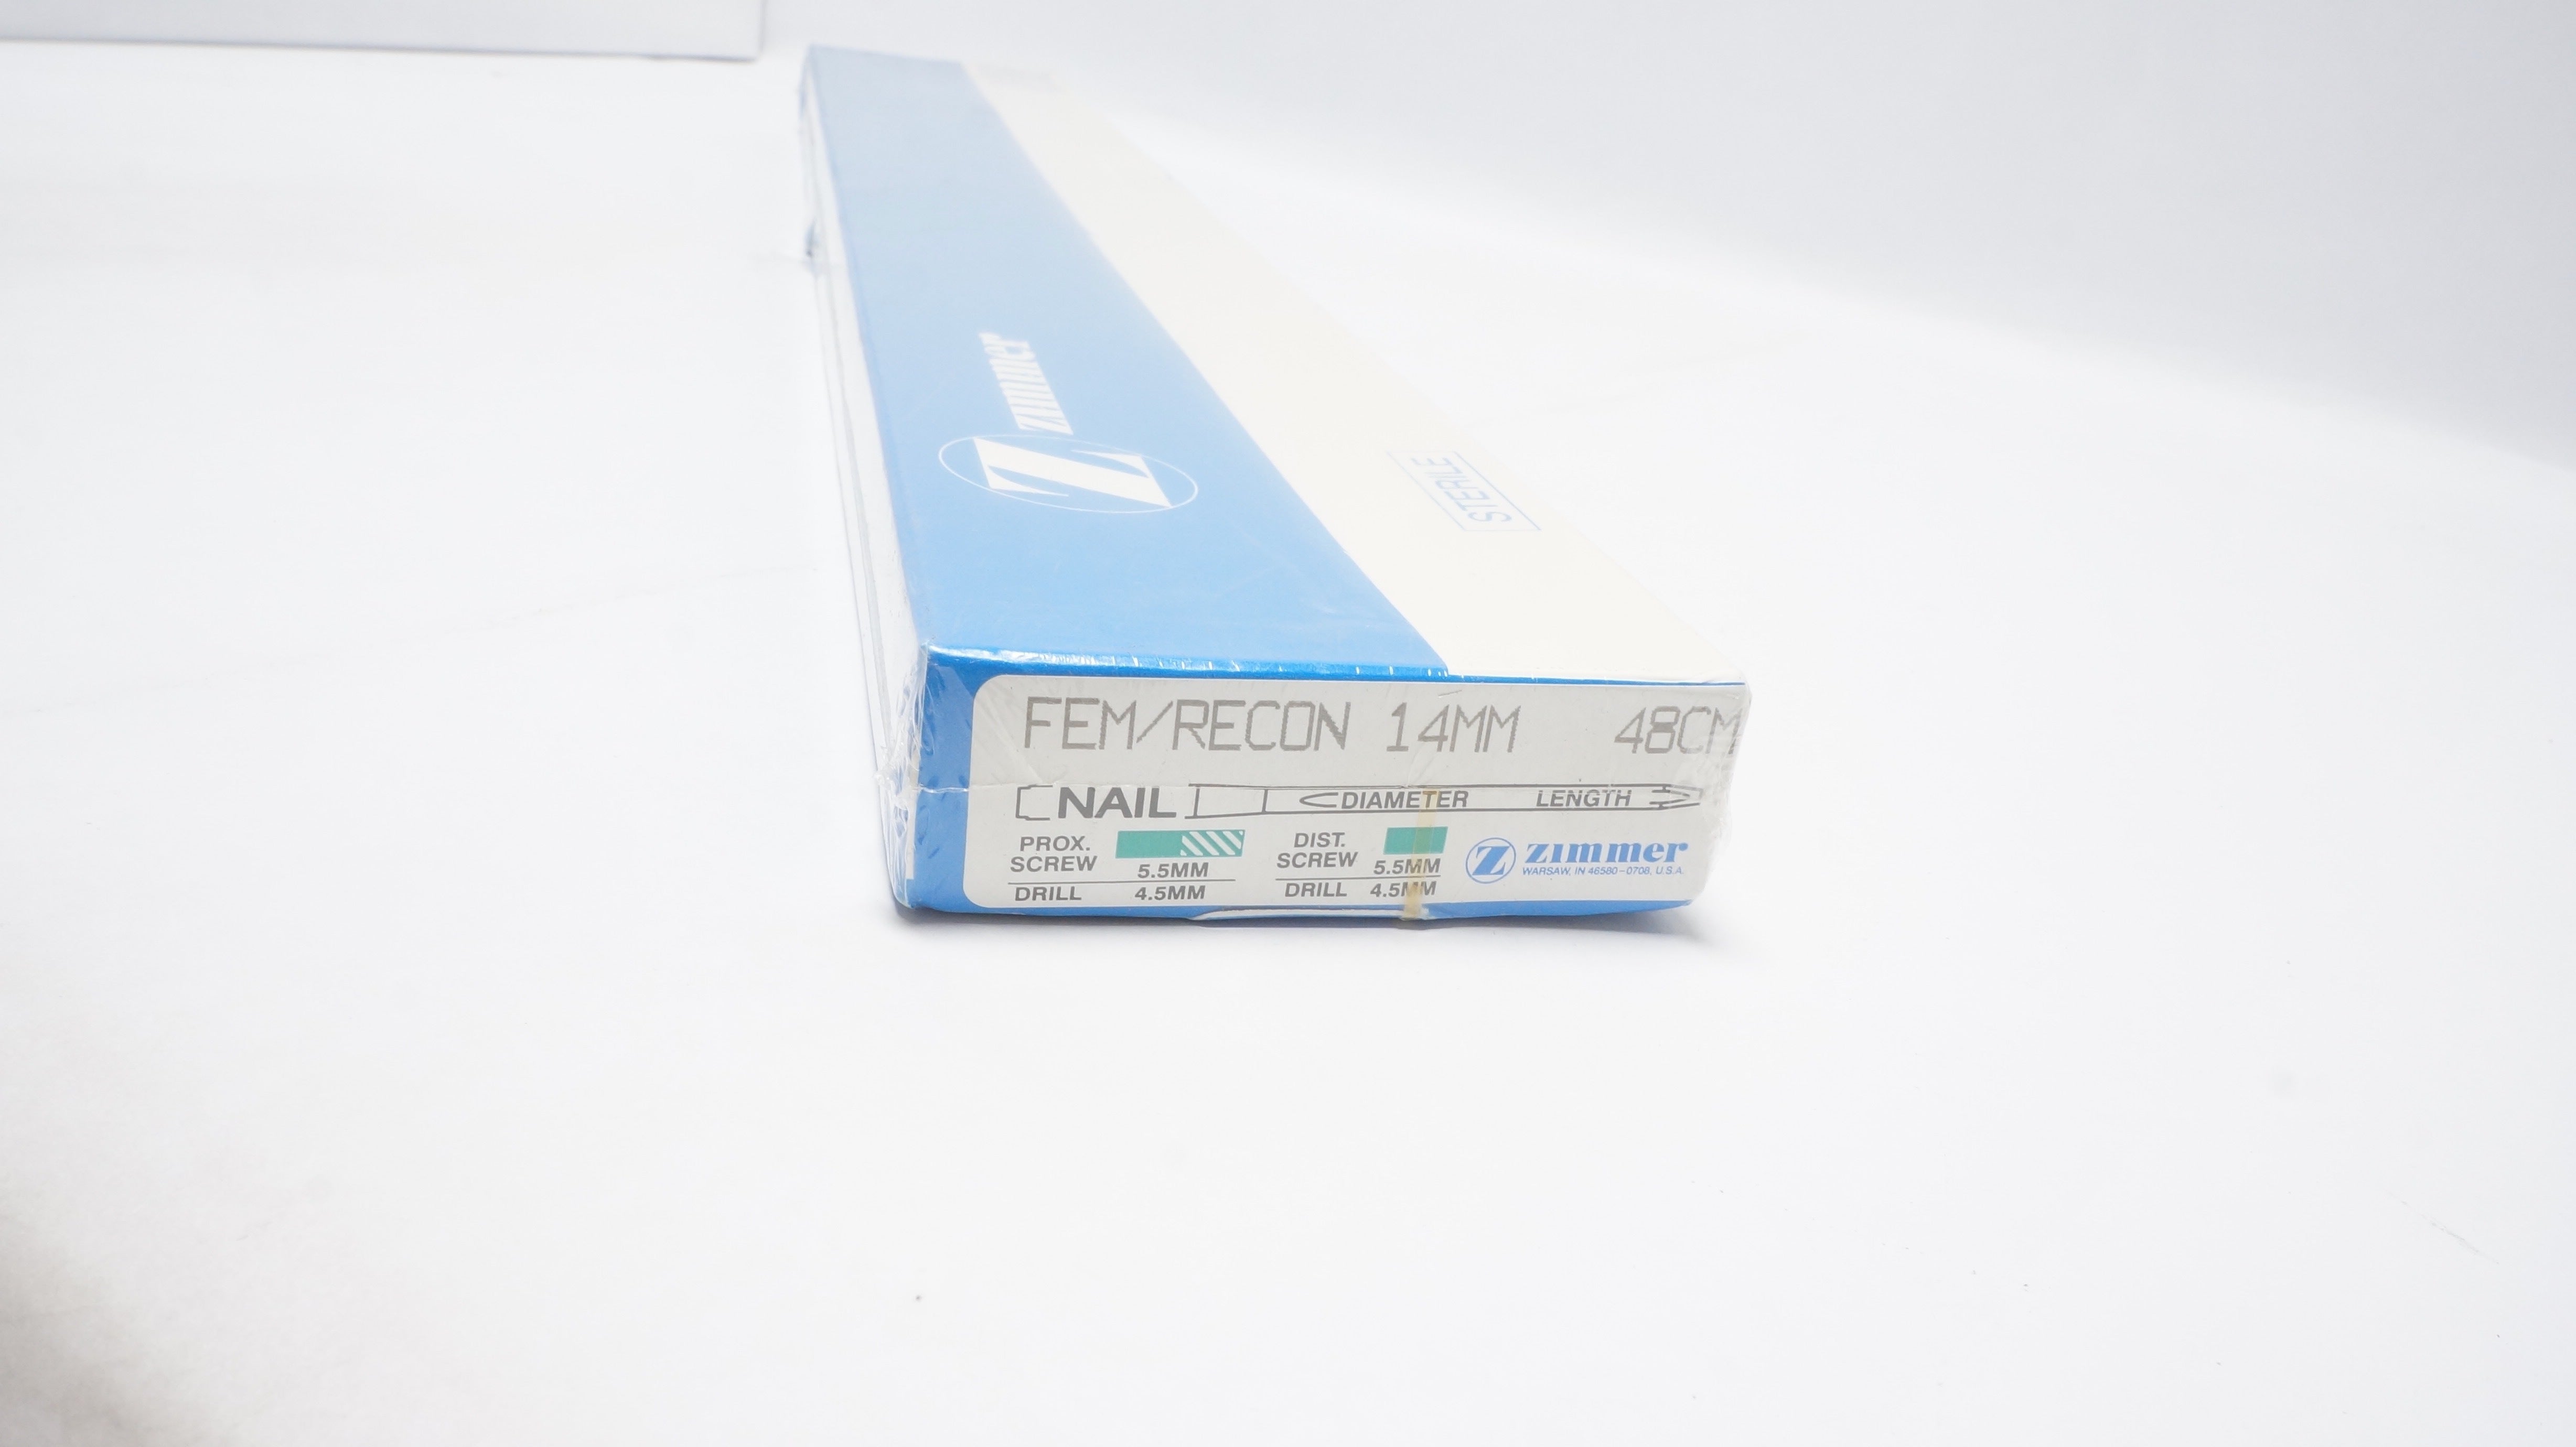 zimmer
Z
STERILE
FEM/RECON 14MM 48CM
NAIL DIAMETER LENGTH
PROX. SCREW 5.5MM
DRILL 4.5MM
DIST. SCREW 5.5MM
DRILL 4.5MM
Z zimmer
WARSAW, IN 46580-0708, U.S.A.